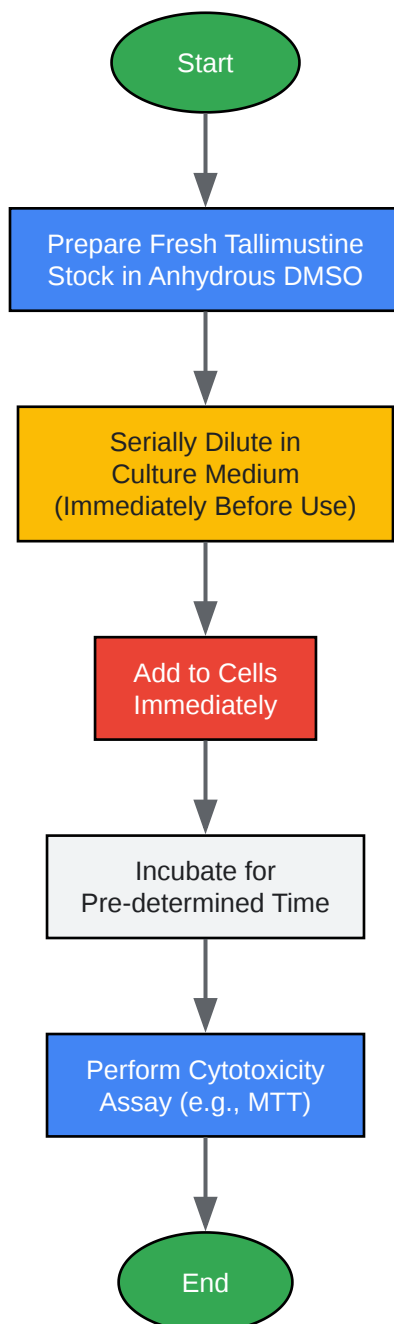 Start
Prepare Fresh Tallimustine
Stock in Anhydrous DMSO
Serially Dilute in
Culture Medium
(Immediately Before Use)
Add to Cells
Immediately
Incubate for
Pre-determined Time
Perform Cytotoxicity
Assay (e.g., MTT)
End